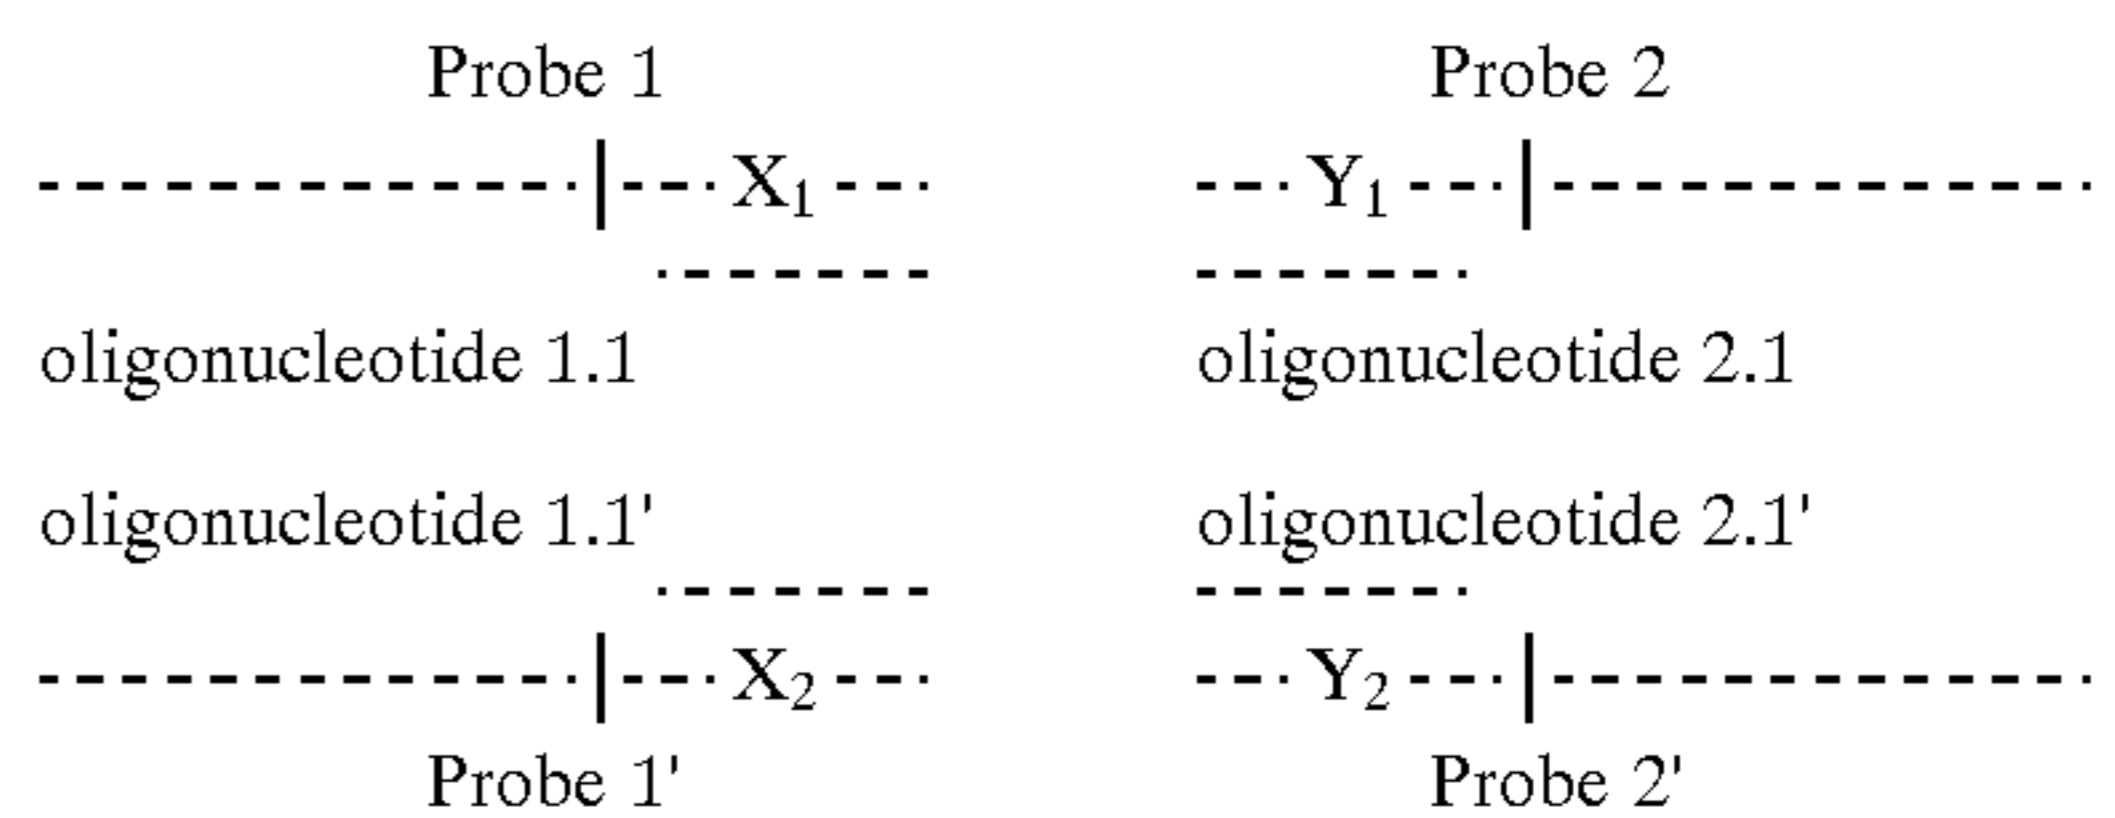 Probe 1 Probe 2
X₁ Y₁
oligonucleotide 1.1 oligonucleotide 2.1
oligonucleotide 1.1' oligonucleotide 2.1'
X₂ Y₂
Probe 1' Probe 2'